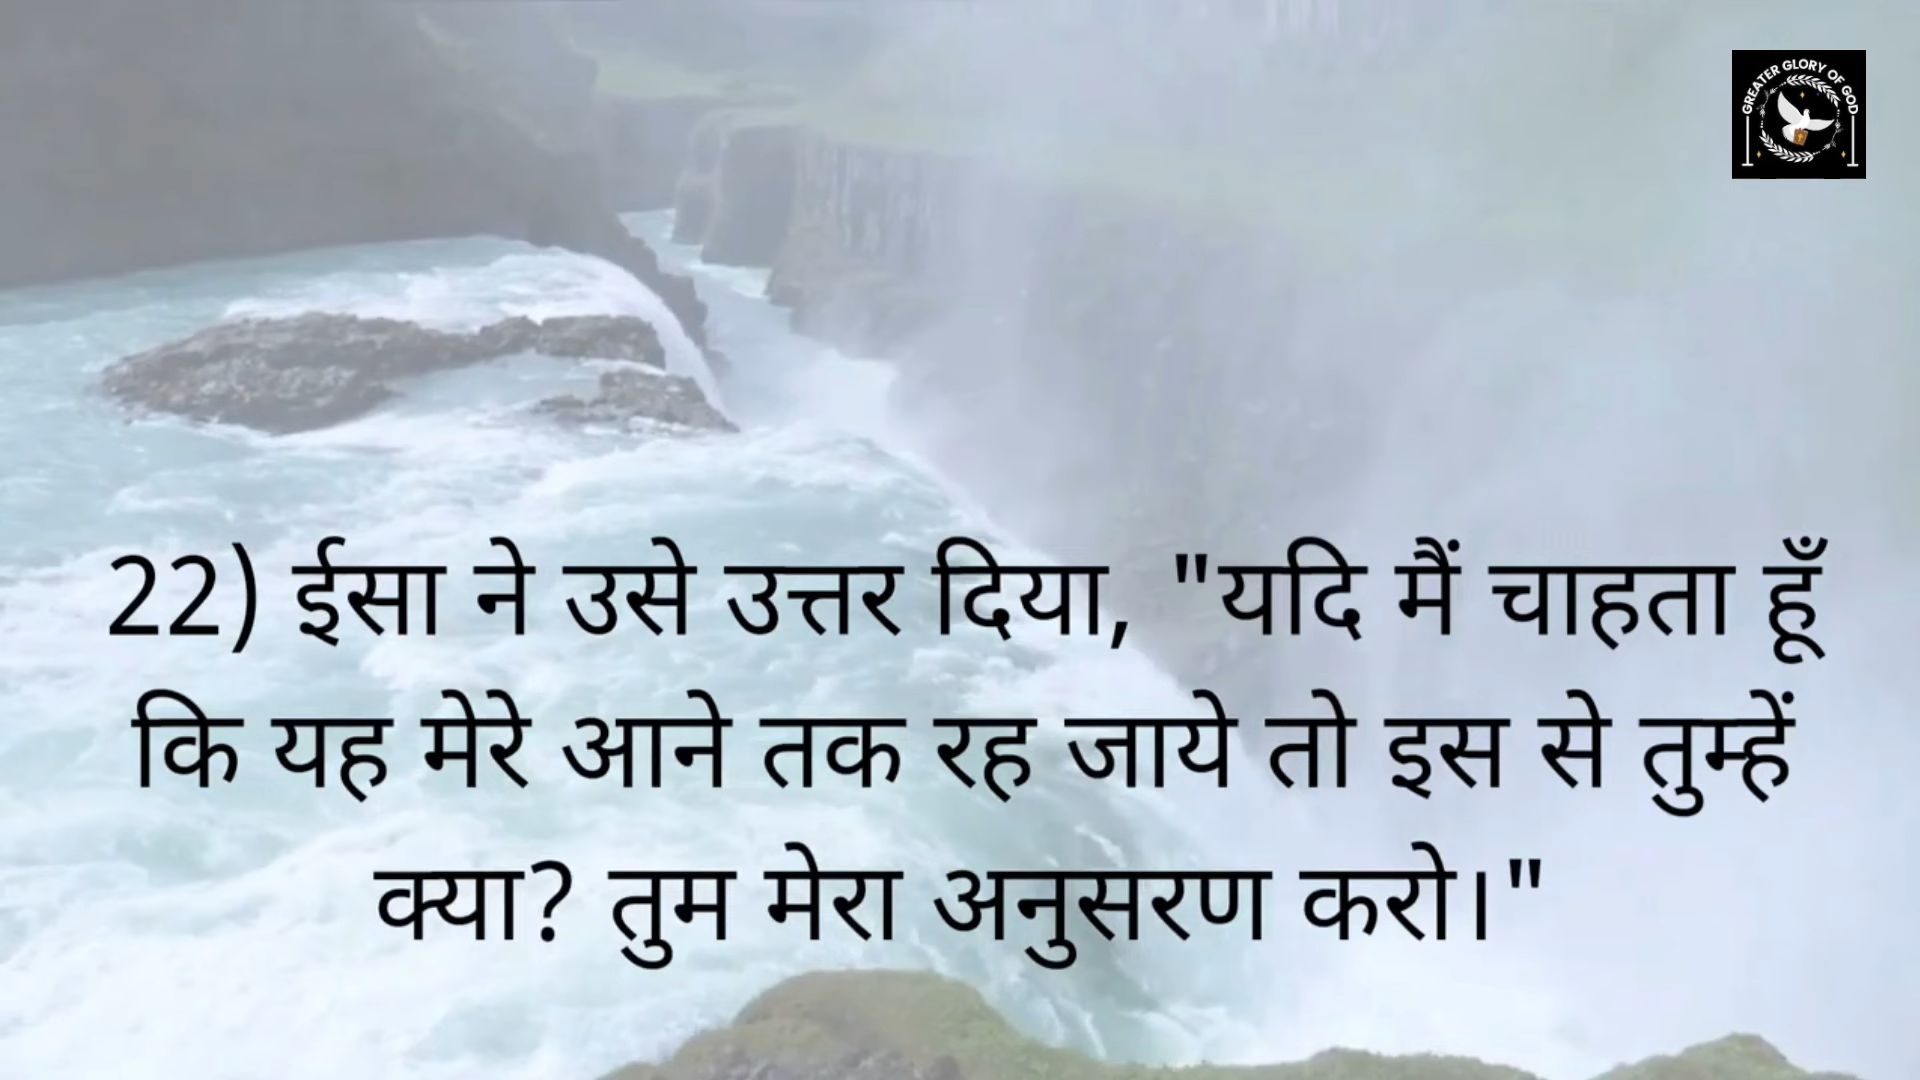 GREATER GLORY OF GOD
22) ईसा ने उसे उत्तर दिया, "यदि मैं चाहता हूँ
कि यह मेरे आने तक रह जाये तो इस से तुम्हें
क्या? तुम मेरा अनुसरण करो।"